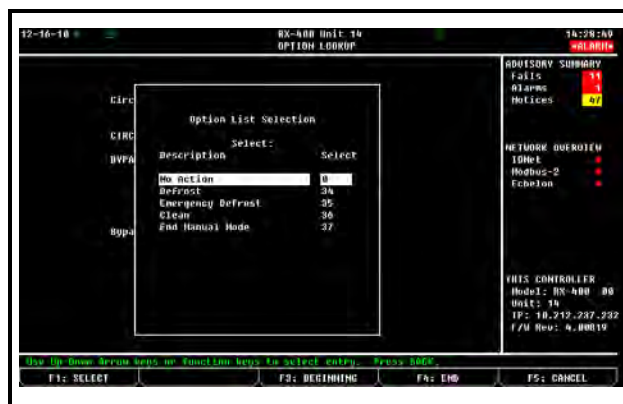 12-16-10 RX-400 Unit 14 14:28:49
OPTION LOOKUP *ALARM*
ADVISORY SUMMARY
Fails 11
Alarms 1
Notices 47
NETWORK OVERVIEW
IONet
Modbus-2
Echelon
THIS CONTROLLER
Model: RX-400 00
Unit: 14
IP: 10.212.237.232
F/W Rev: 4.00B19
Circ
CIRC
BYPA
Bypa
Option List Selection
Select:
Description Select
No Action 0
Defrost 34
Emergency Defrost 35
Clean 36
End Manual Mode 37
Use Up-Down Arrow keys or function keys to select entry. Press BACK.
F1: SELECT F3: BEGINNING F4: END F5: CANCEL